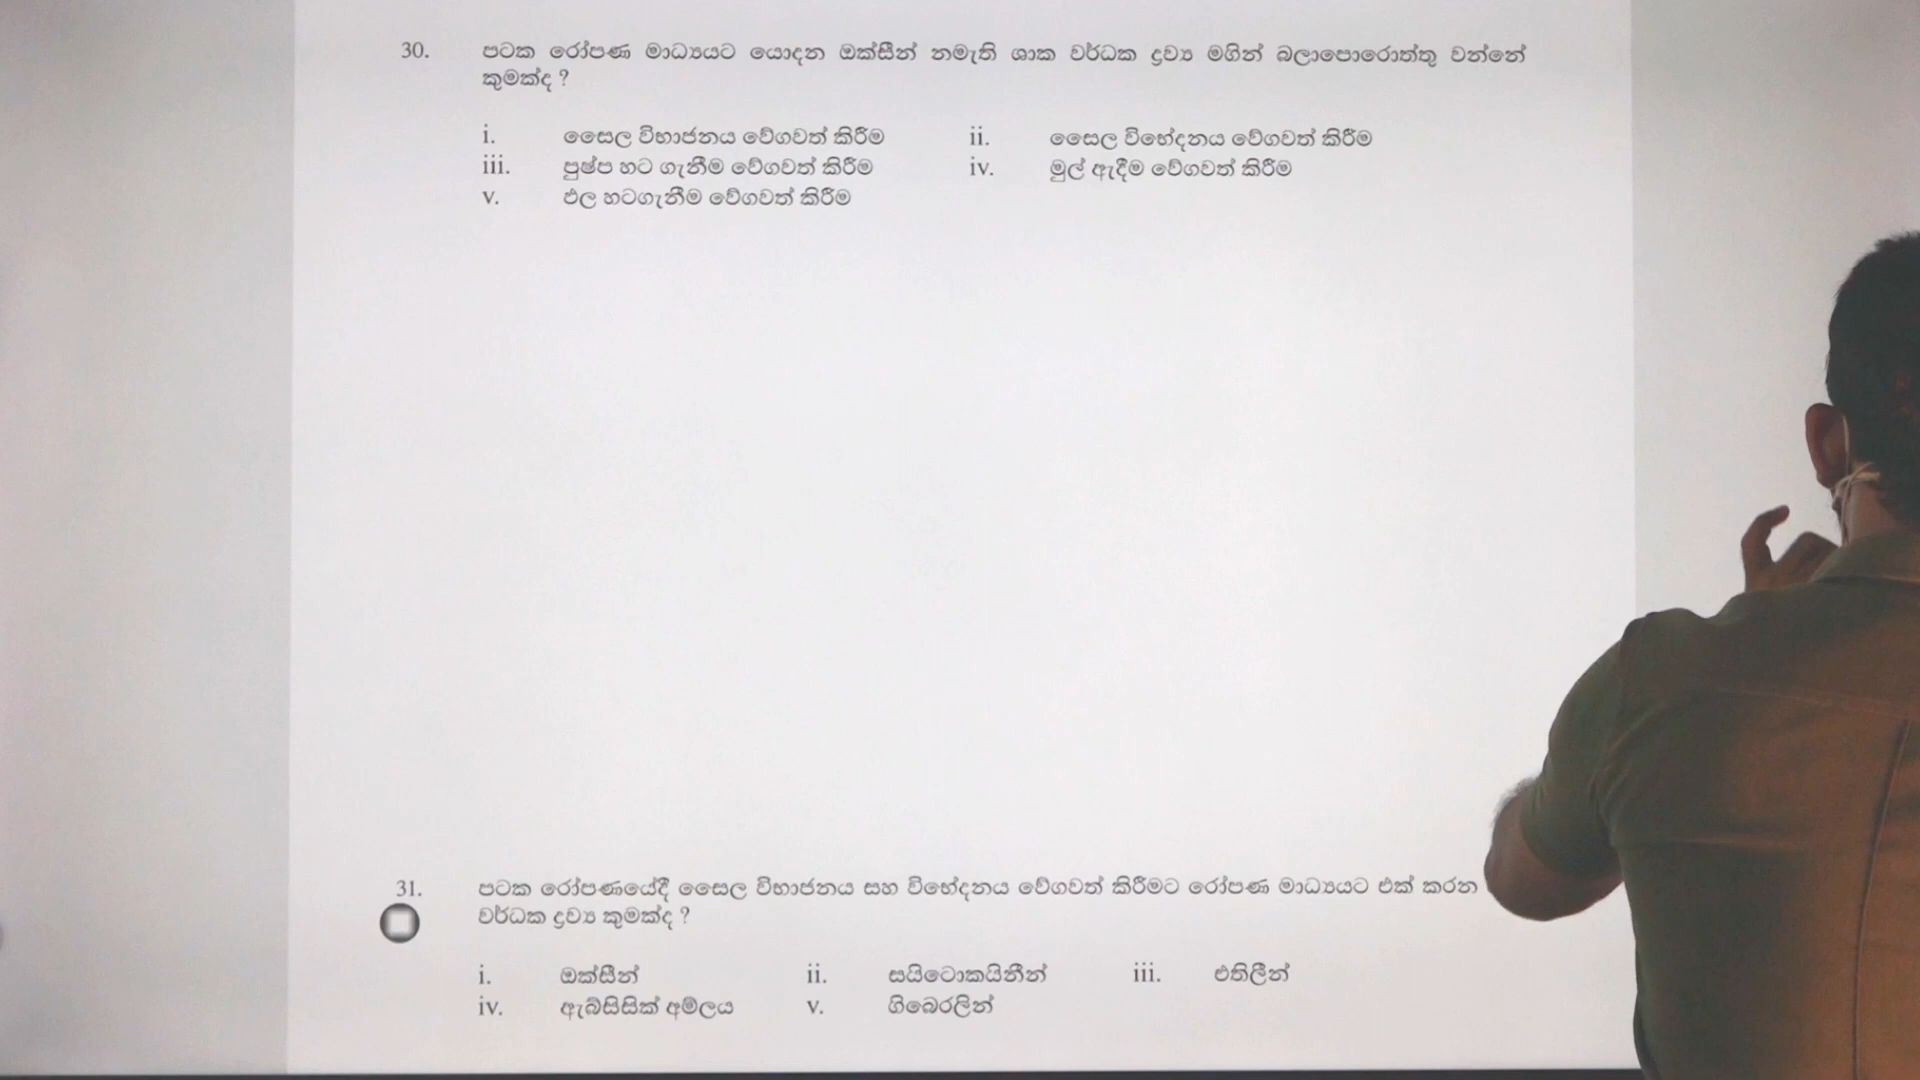 30. පටක රෝපණ මාධ්‍යයට යොදන ඔක්සීන් නමැති ශාක වර්ධක ද්‍රව්‍ය මගින් බලාපොරොත්තු වන්නේ
කුමක්ද ?
i. සෛල විභාජනය වේගවත් කිරීම ii. සෛල විභේදනය වේගවත් කිරීම
iii. පුෂ්ප හට ගැනීම වේගවත් කිරීම iv. මුල් ඇදීම වේගවත් කිරීම
v. ඵල හටගැනීම වේගවත් කිරීම
31. පටක රෝපණයේදී සෛල විභාජනය සහ විභේදනය වේගවත් කිරීමට රෝපණ මාධ්‍යයට එක් කරන
වර්ධක ද්‍රව්‍ය කුමක්ද ?
i. ඔක්සීන් ii. සයිටොකයිනීන් iii. එතිලීන්
iv. ඇබ්සිසික් අම්ලය v. ගිබෙරලින්